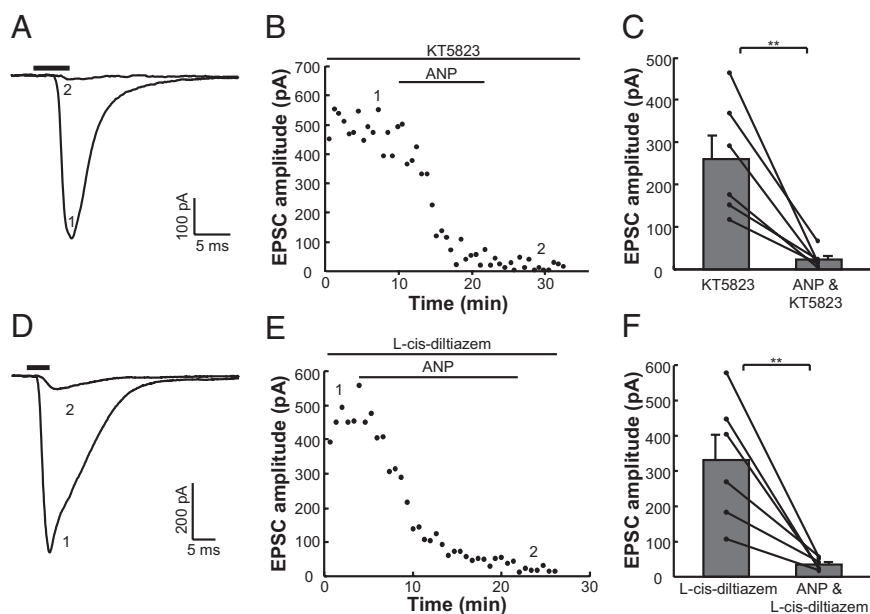 A
2
1
100 pA
5 ms
B
KT5823
ANP
EPSC amplitude (pA)
700
600
500
400
300
200
100
0
1
2
0 10 20 30
Time (min)
C
**
EPSC amplitude (pA)
500
400
300
200
100
0
KT5823
ANP &
KT5823
D
2
1
200 pA
5 ms
E
L-cis-diltiazem
ANP
EPSC amplitude (pA)
600
500
400
300
200
100
0
1
2
0 10 20 30
Time (min)
F
**
EPSC amplitude (pA)
600
500
400
300
200
100
0
L-cis-diltiazem
ANP &
L-cis-diltiazem